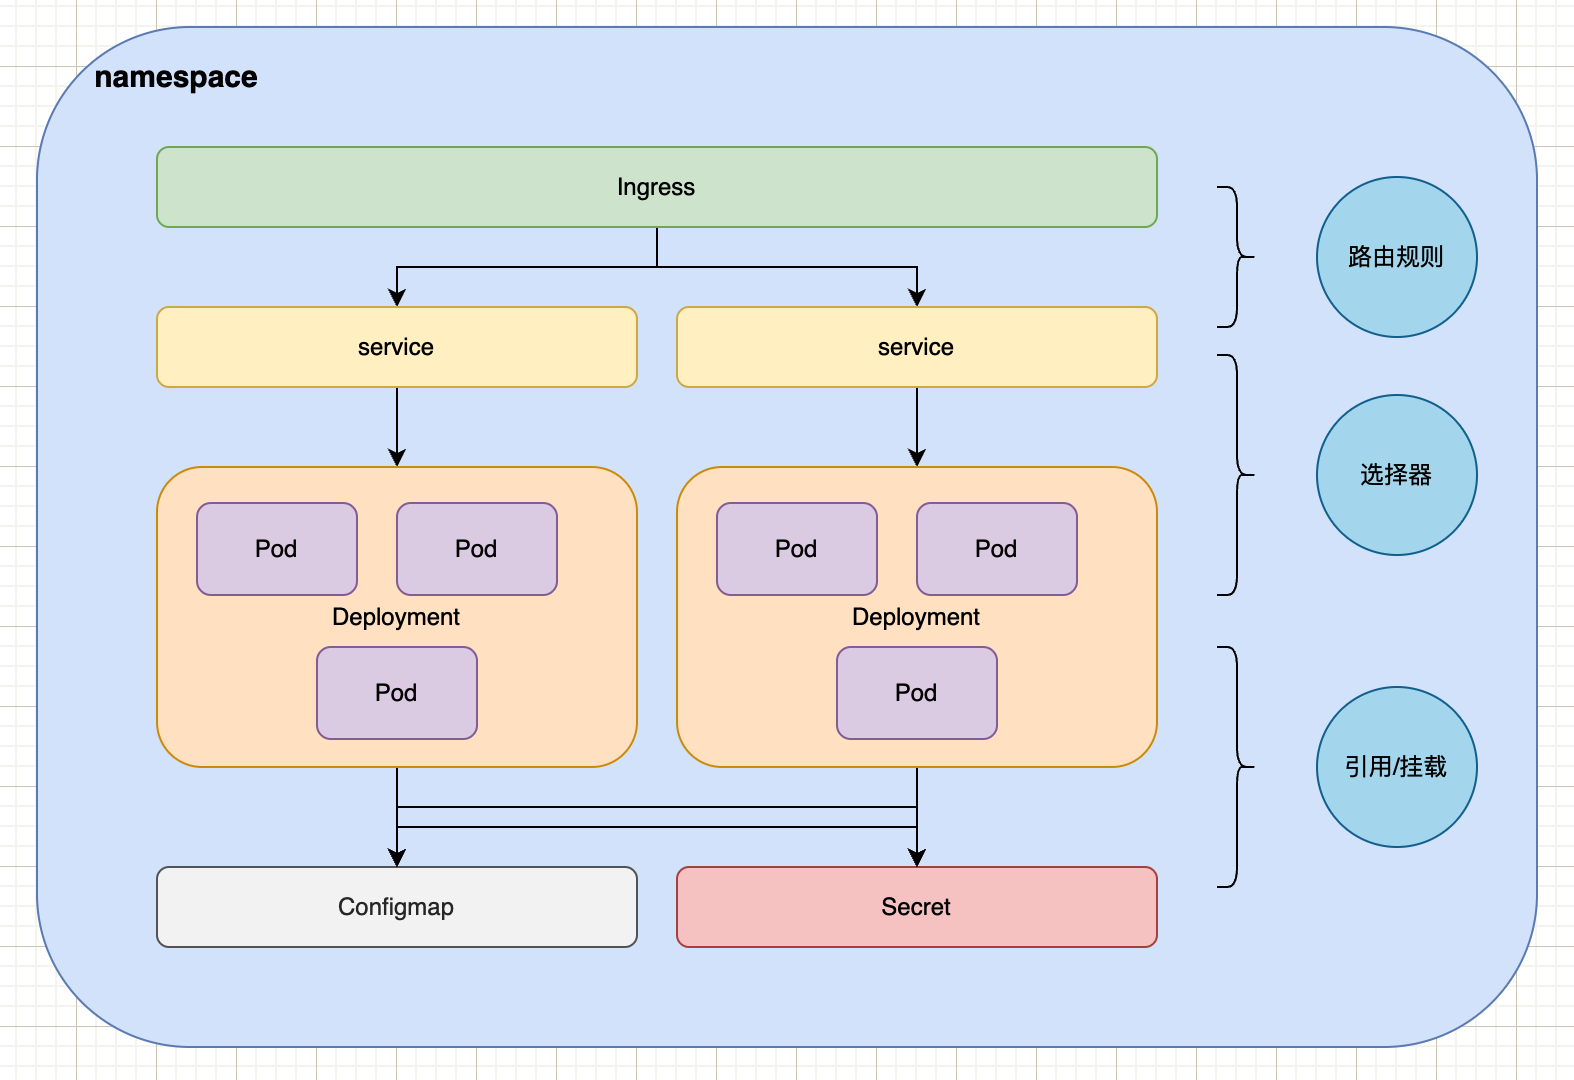 namespace
Ingress
路由规则
service
service
选择器
Pod
Pod
Pod
Pod
Deployment
Deployment
Pod
Pod
引用/挂载
Configmap
Secret